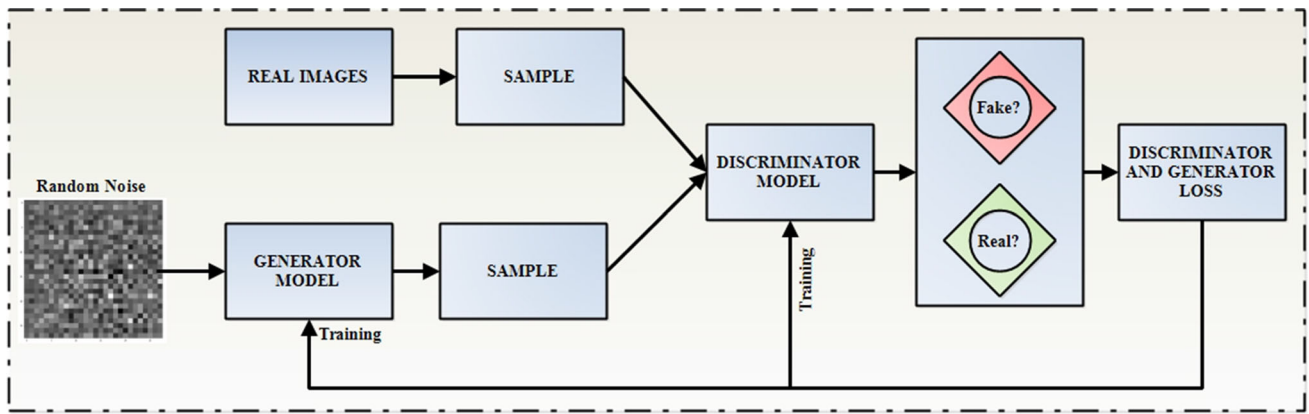 REAL IMAGES
SAMPLE
Fake?
DISCRIMINATOR
MODEL
DISCRIMINATOR
AND GENERATOR
LOSS
Random Noise
GENERATOR
MODEL
SAMPLE
Real?
Training
Training